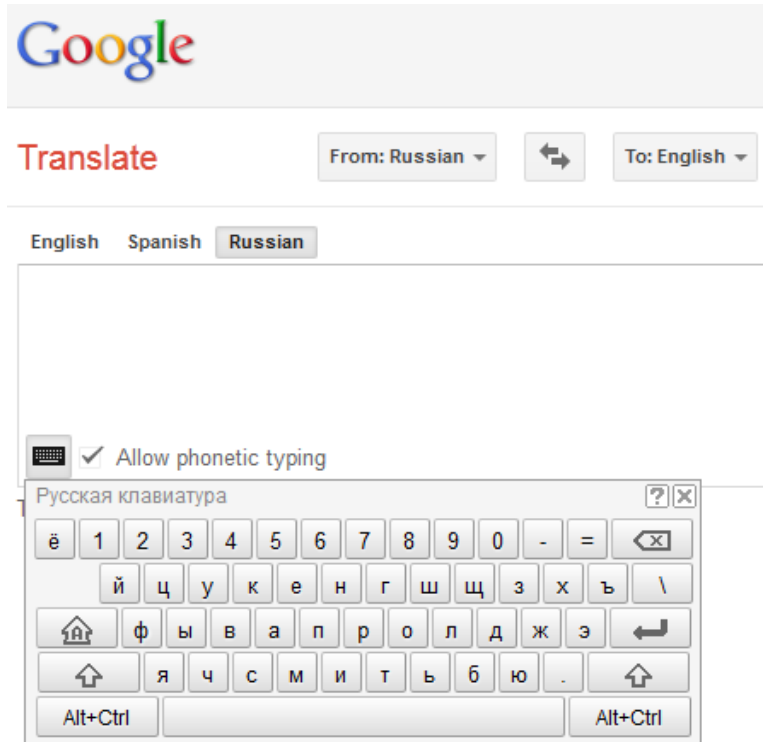 Google
Translate From: Russian To: English
English Spanish Russian
Allow phonetic typing
Русская клавиатура ? X
ё 1 2 3 4 5 6 7 8 9 0 - =
й ц у к е н г ш щ з х ъ \
ф ы в а п р о л д ж э
я ч с м и т ь б ю .
Alt+Ctrl Alt+Ctrl